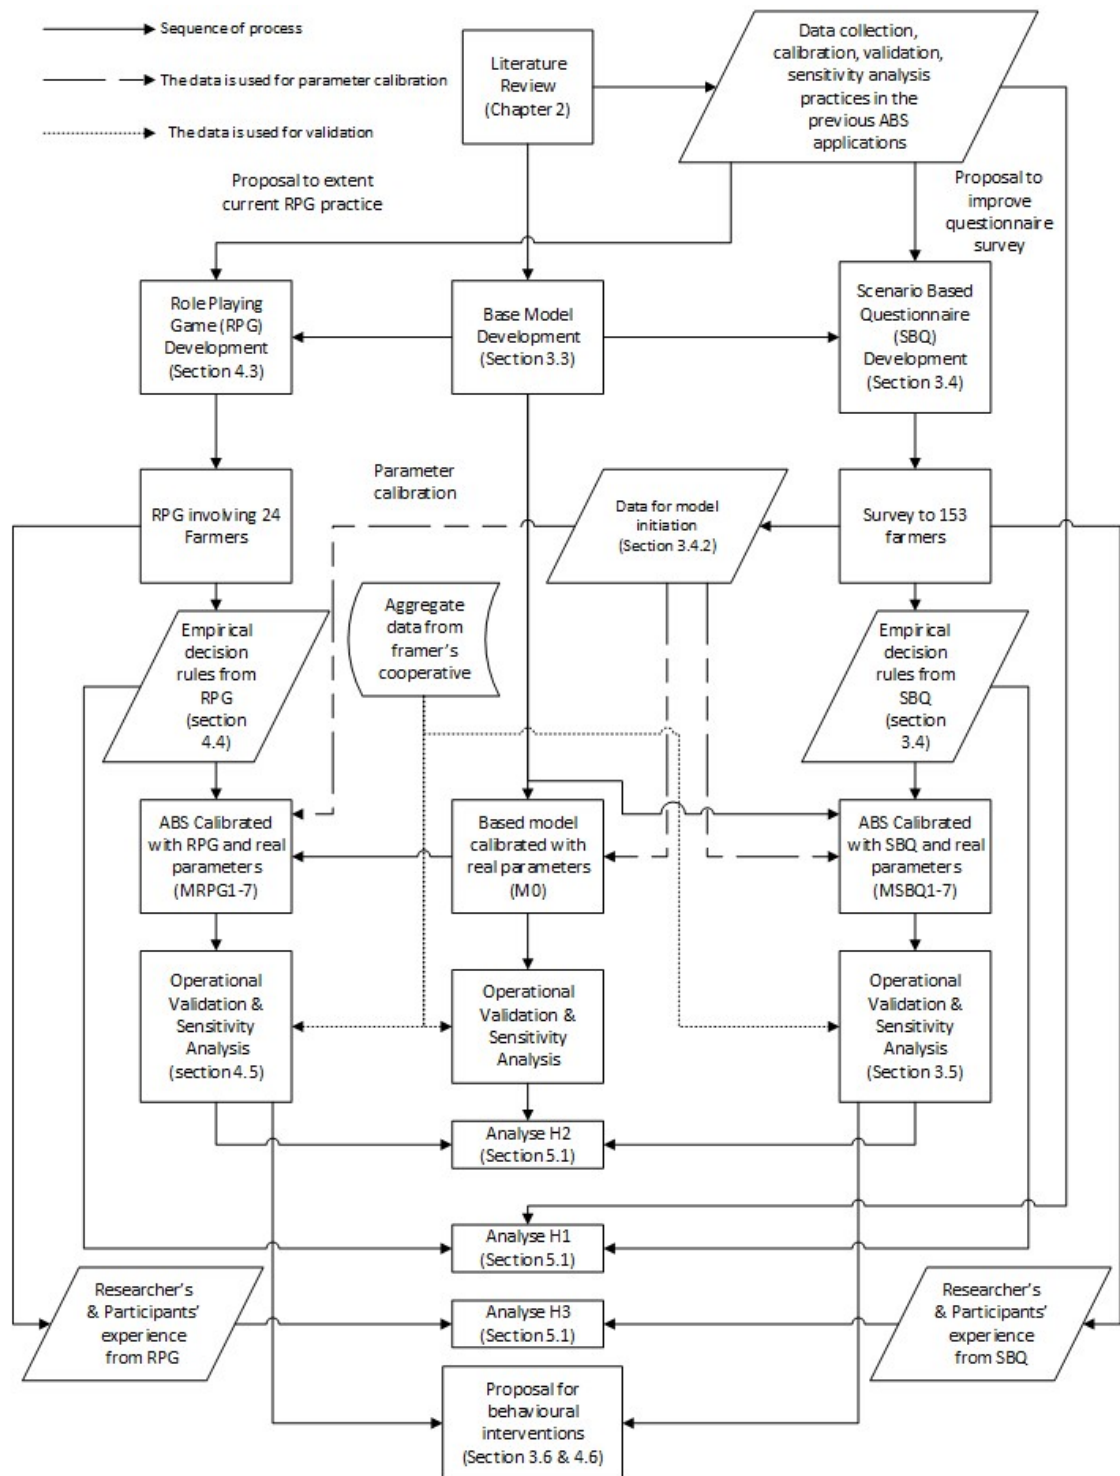 Sequence of process
The data is used for parameter calibration
The data is used for validation
Literature
Review
(Chapter 2)
Data collection,
calibration, validation,
sensitivity analysis
practices in the
previous ABS
applications
Proposal to extent
current RPG practice
Proposal to
improve
questionnaire
survey
Role Playing
Game (RPG)
Development
(Section 4.3)
Base Model
Development
(Section 3.3)
Scenario Based
Questionnaire
(SBQ)
Development
(Section 3.4)
Parameter
calibration
RPG involving 24
Farmers
Data for model
initiation
(Section 3.4.2)
Survey to 153
farmers
Aggregate
data from
framer's
cooperative
Empirical
decision
rules from
RPG
(section
4.4)
Empirical
decision
rules from
SBQ
(section
3.4)
ABS Calibrated
with RPG and real
parameters
(MRPG1-7)
Based model
calibrated with
real parameters
(M0)
ABS Calibrated
with SBQ and real
parameters
(MSBQ1-7)
Operational
Validation &
Sensitivity
Analysis
(section 4.5)
Operational
Validation &
Sensitivity
Analysis
Operational
Validation &
Sensitivity
Analysis
(Section 3.5)
Analyse H2
(Section 5.1)
Analyse H1
(Section 5.1)
Researcher's
& Participants'
experience
from RPG
Analyse H3
(Section 5.1)
Researcher's
& Participants'
experience
from SBQ
Proposal for
behavioural
interventions
(Section 3.6 & 4.6)